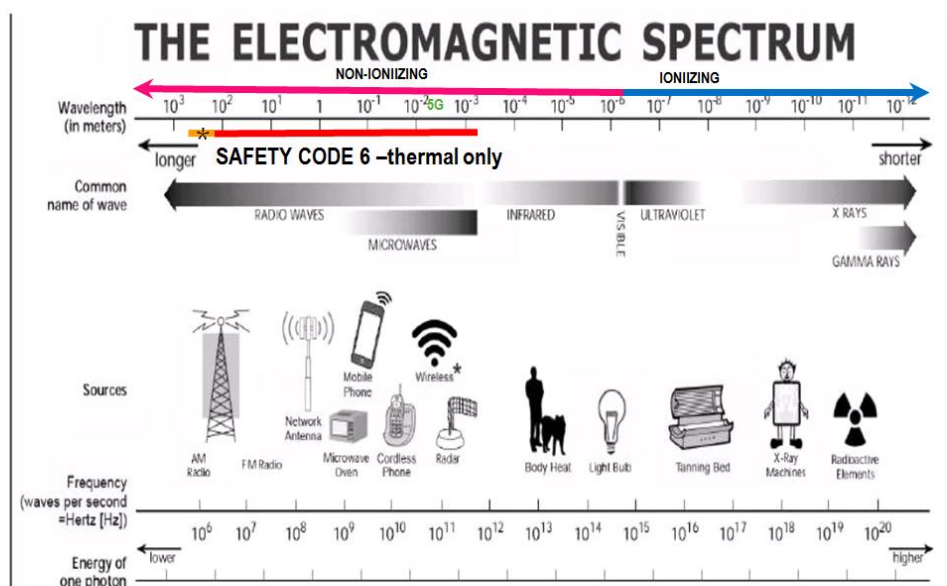 THE ELECTROMAGNETIC SPECTRUM
NON-IONIIZING
IONIIZING
Wavelength
(in meters)
10³ 10² 10¹ 1 10⁻¹ 10⁻² 5G 10⁻³ 10⁻⁴ 10⁻⁵ 10⁻⁶ 10⁻⁷ 10⁻⁸ 10⁻⁹ 10⁻¹⁰ 10⁻¹¹ 10⁻¹²
*
longer
SAFETY CODE 6 –thermal only
shorter
Common
name of wave
RADIO WAVES
INFRARED
VISIBLE
ULTRAVIOLET
X RAYS
MICROWAVES
GAMMA RAYS
Sources
AM
Radio
FM Radio
Network
Antenna
Mobile
Phone
Microwave
Oven
Cordless
Phone
Wireless*
Radar
Body Heat
Light Bulb
Tanning Bed
X-Ray
Machines
Radioactive
Elements
Frequency
(waves per second
=Hertz [Hz])
10⁶ 10⁷ 10⁸ 10⁹ 10¹⁰ 10¹¹ 10¹² 10¹³ 10¹⁴ 10¹⁵ 10¹⁶ 10¹⁷ 10¹⁸ 10¹⁹ 10²⁰
lower
higher
Energy of
one photon